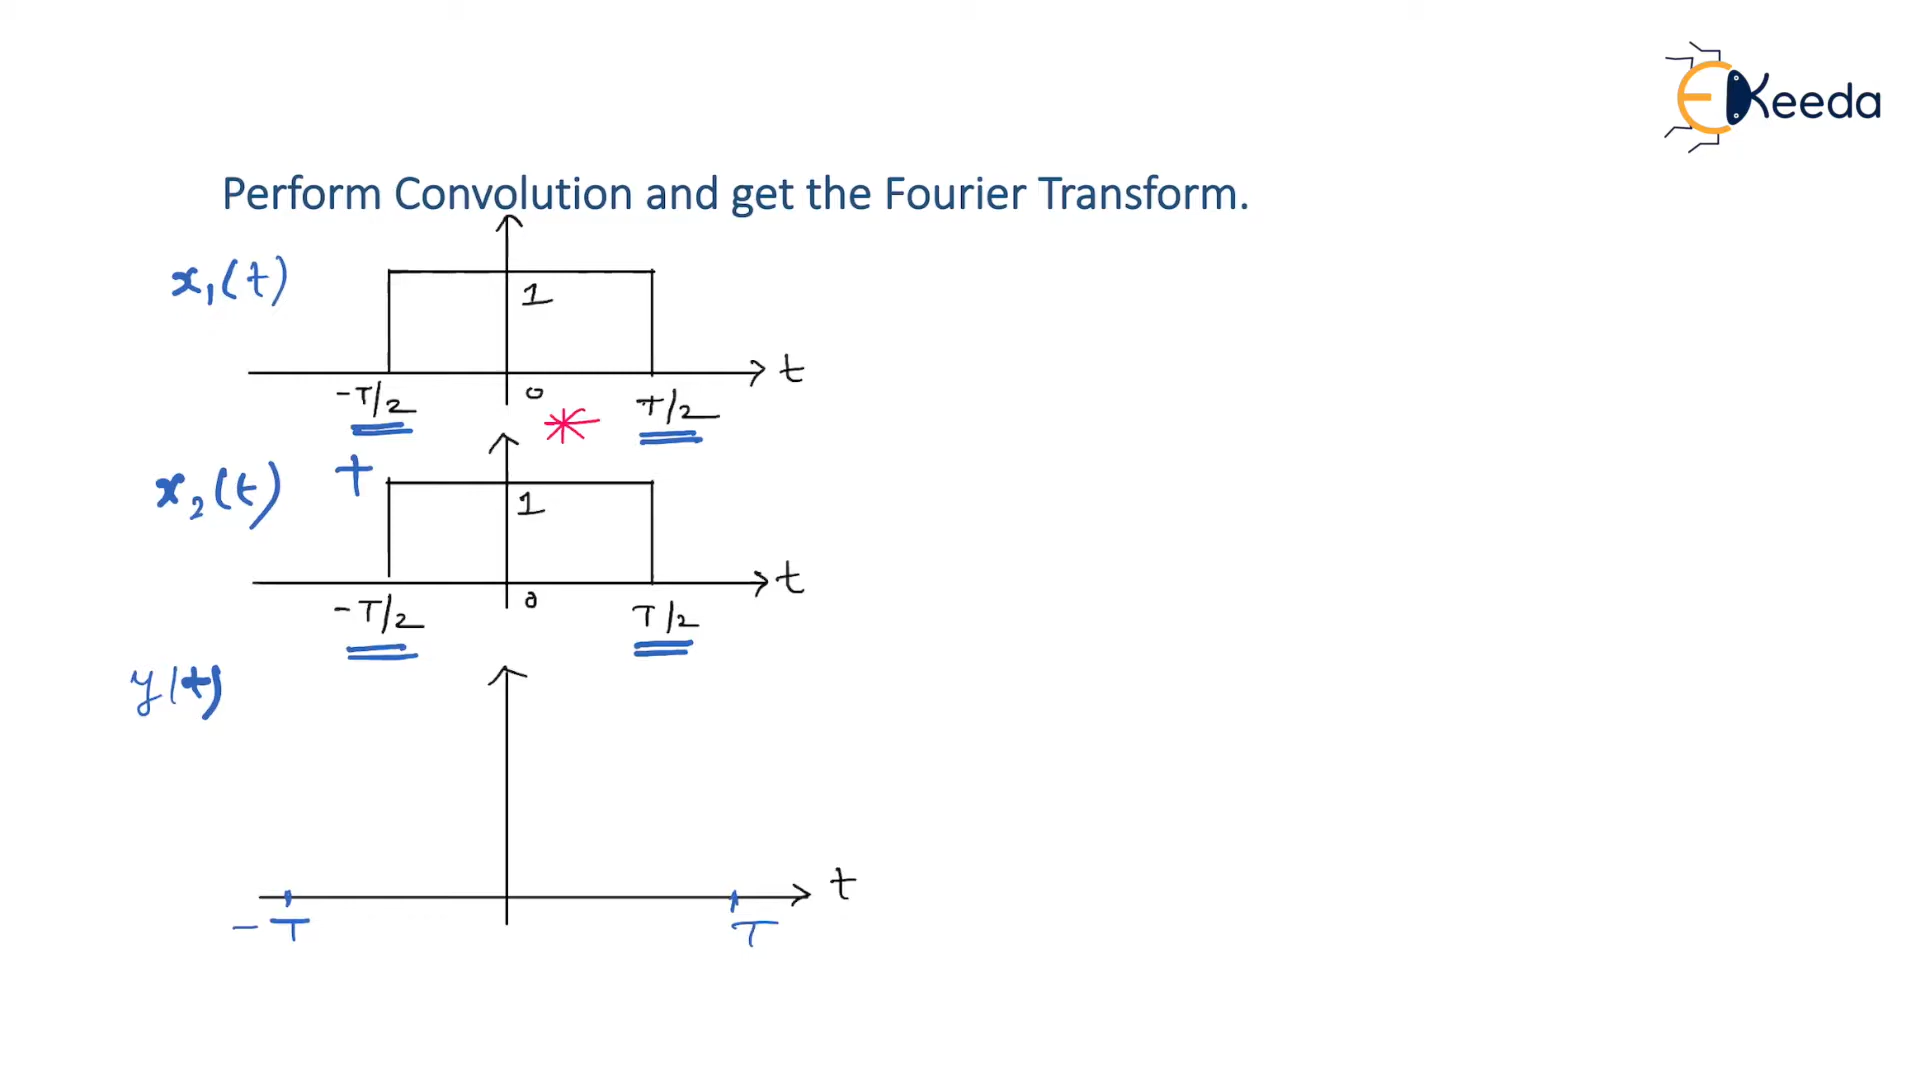 EKeeda
Perform Convolution and get the Fourier Transform.
x₁(t)
1
t
-T/2 0 T/2
*
x₂(t) +
1
t
-T/2 0 T/2
y(t)
t
-T T